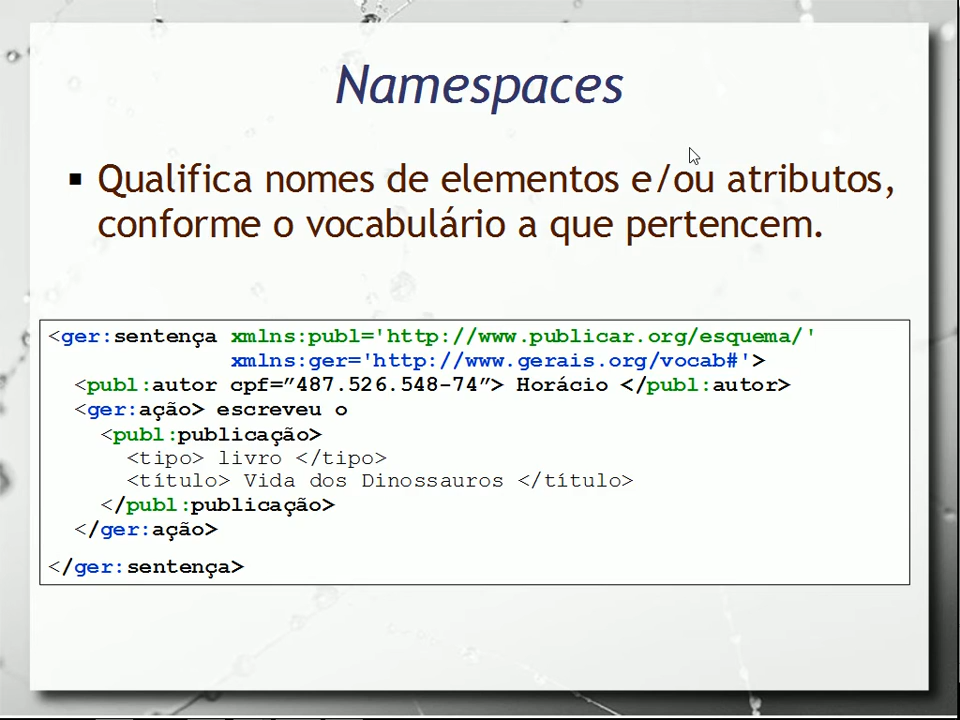 Namespaces
▪ Qualifica nomes de elementos e/ou atributos,
conforme o vocabulário a que pertencem.
<ger:sentença xmlns:publ='http://www.publicar.org/esquema/'
xmlns:ger='http://www.gerais.org/vocab#'>
<publ:autor cpf=”487.526.548-74”> Horácio </publ:autor>
<ger:ação> escreveu o
<publ:publicação>
<tipo> livro </tipo>
<título> Vida dos Dinossauros </título>
</publ:publicação>
</ger:ação>
</ger:sentença>